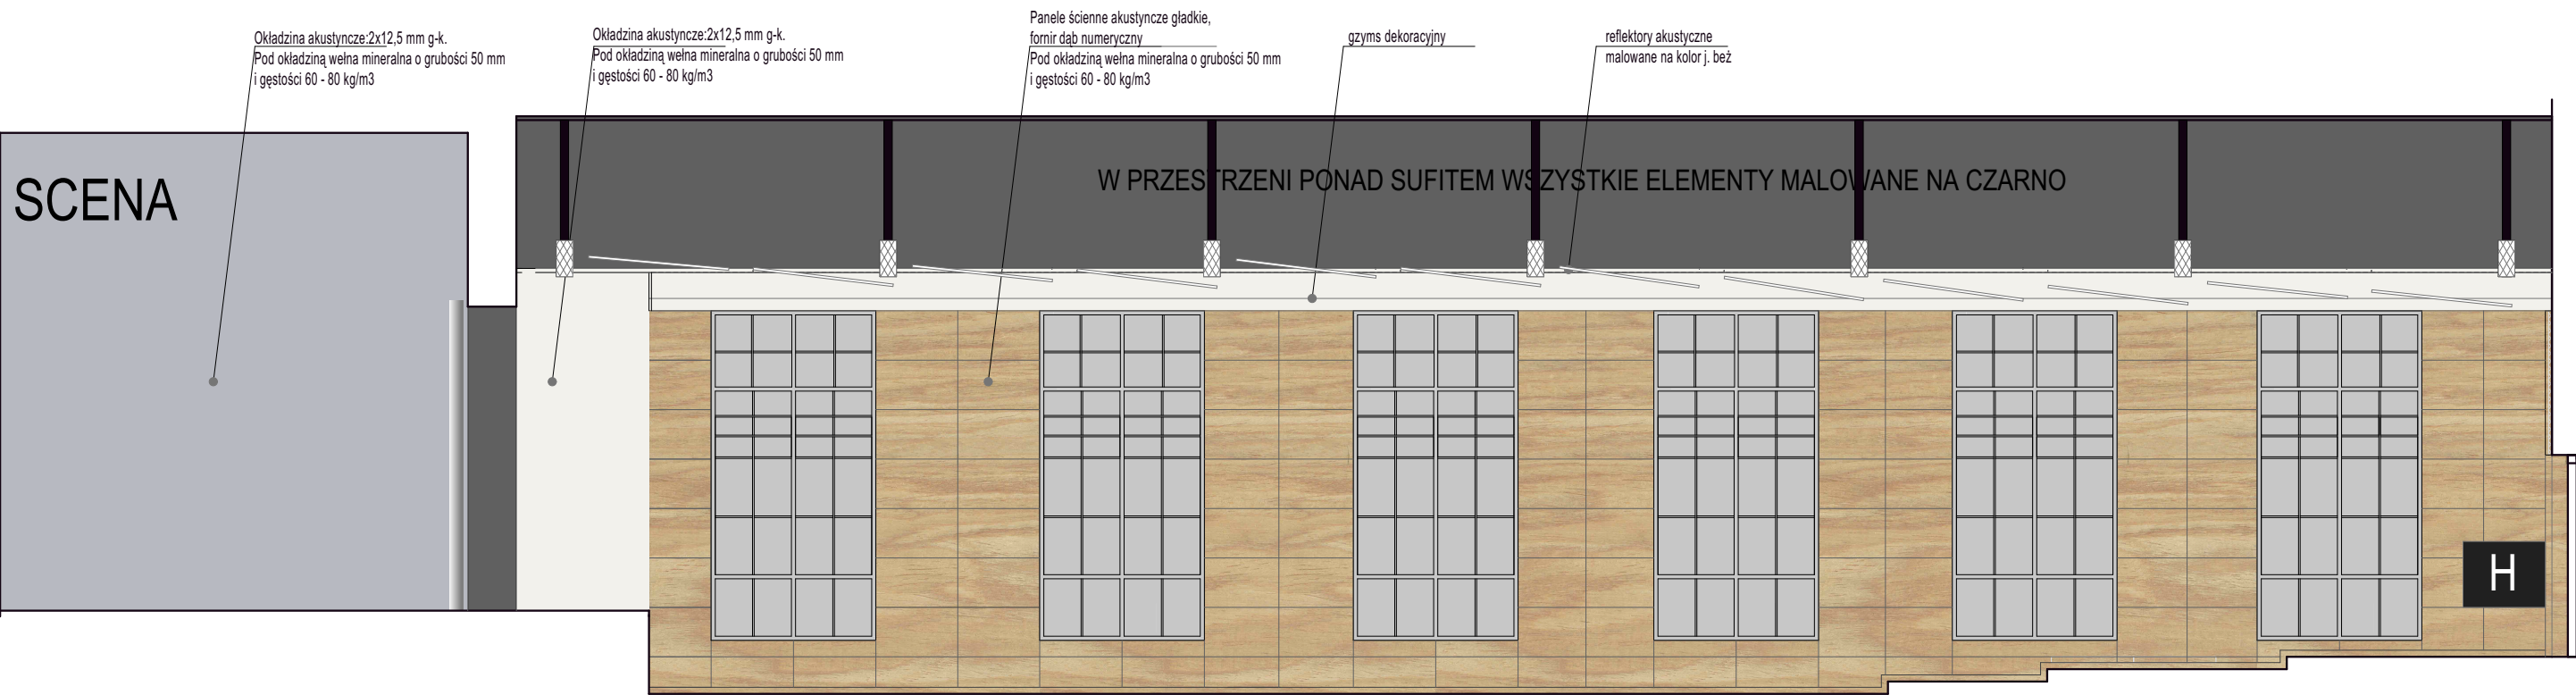 Okładzina akustyncze:2x12,5 mm g-k.
Pod okładziną wełna mineralna o grubości 50 mm
i gęstości 60 - 80 kg/m3
Okładzina akustyncze:2x12,5 mm g-k.
Pod okładziną wełna mineralna o grubości 50 mm
i gęstości 60 - 80 kg/m3
Panele ścienne akustyncze gładkie,
fornir dąb numeryczny
Pod okładziną wełna mineralna o grubości 50 mm
i gęstości 60 - 80 kg/m3
gzyms dekoracyjny
reflektory akustyczne
malowane na kolor j. beż
SCENA
W PRZESTRZENI PONAD SUFITEM WSZYSTKIE ELEMENTY MALOWANE NA CZARNO
H